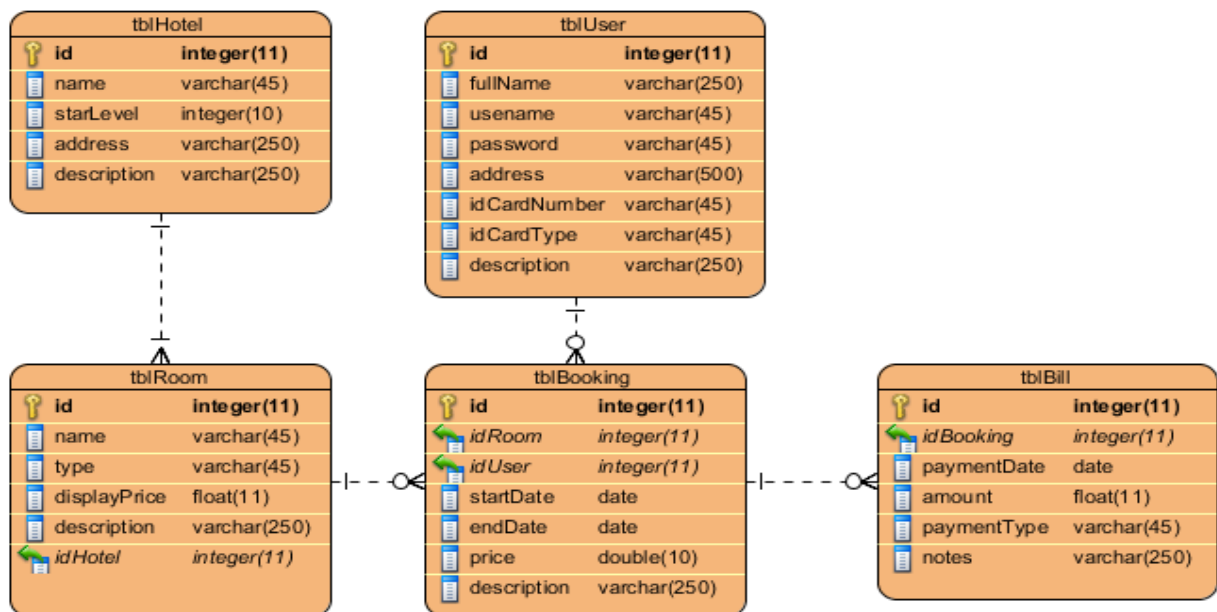 tblHotel
id integer(11)
name varchar(45)
starLevel integer(10)
address varchar(250)
description varchar(250)
tblUser
id integer(11)
fullName varchar(250)
usename varchar(45)
password varchar(45)
address varchar(500)
idCardNumber varchar(45)
idCardType varchar(45)
description varchar(250)
tblRoom
id integer(11)
name varchar(45)
type varchar(45)
displayPrice float(11)
description varchar(250)
idHotel integer(11)
tblBooking
id integer(11)
idRoom integer(11)
idUser integer(11)
startDate date
endDate date
price double(10)
description varchar(250)
tblBill
id integer(11)
idBooking integer(11)
paymentDate date
amount float(11)
paymentType varchar(45)
notes varchar(250)